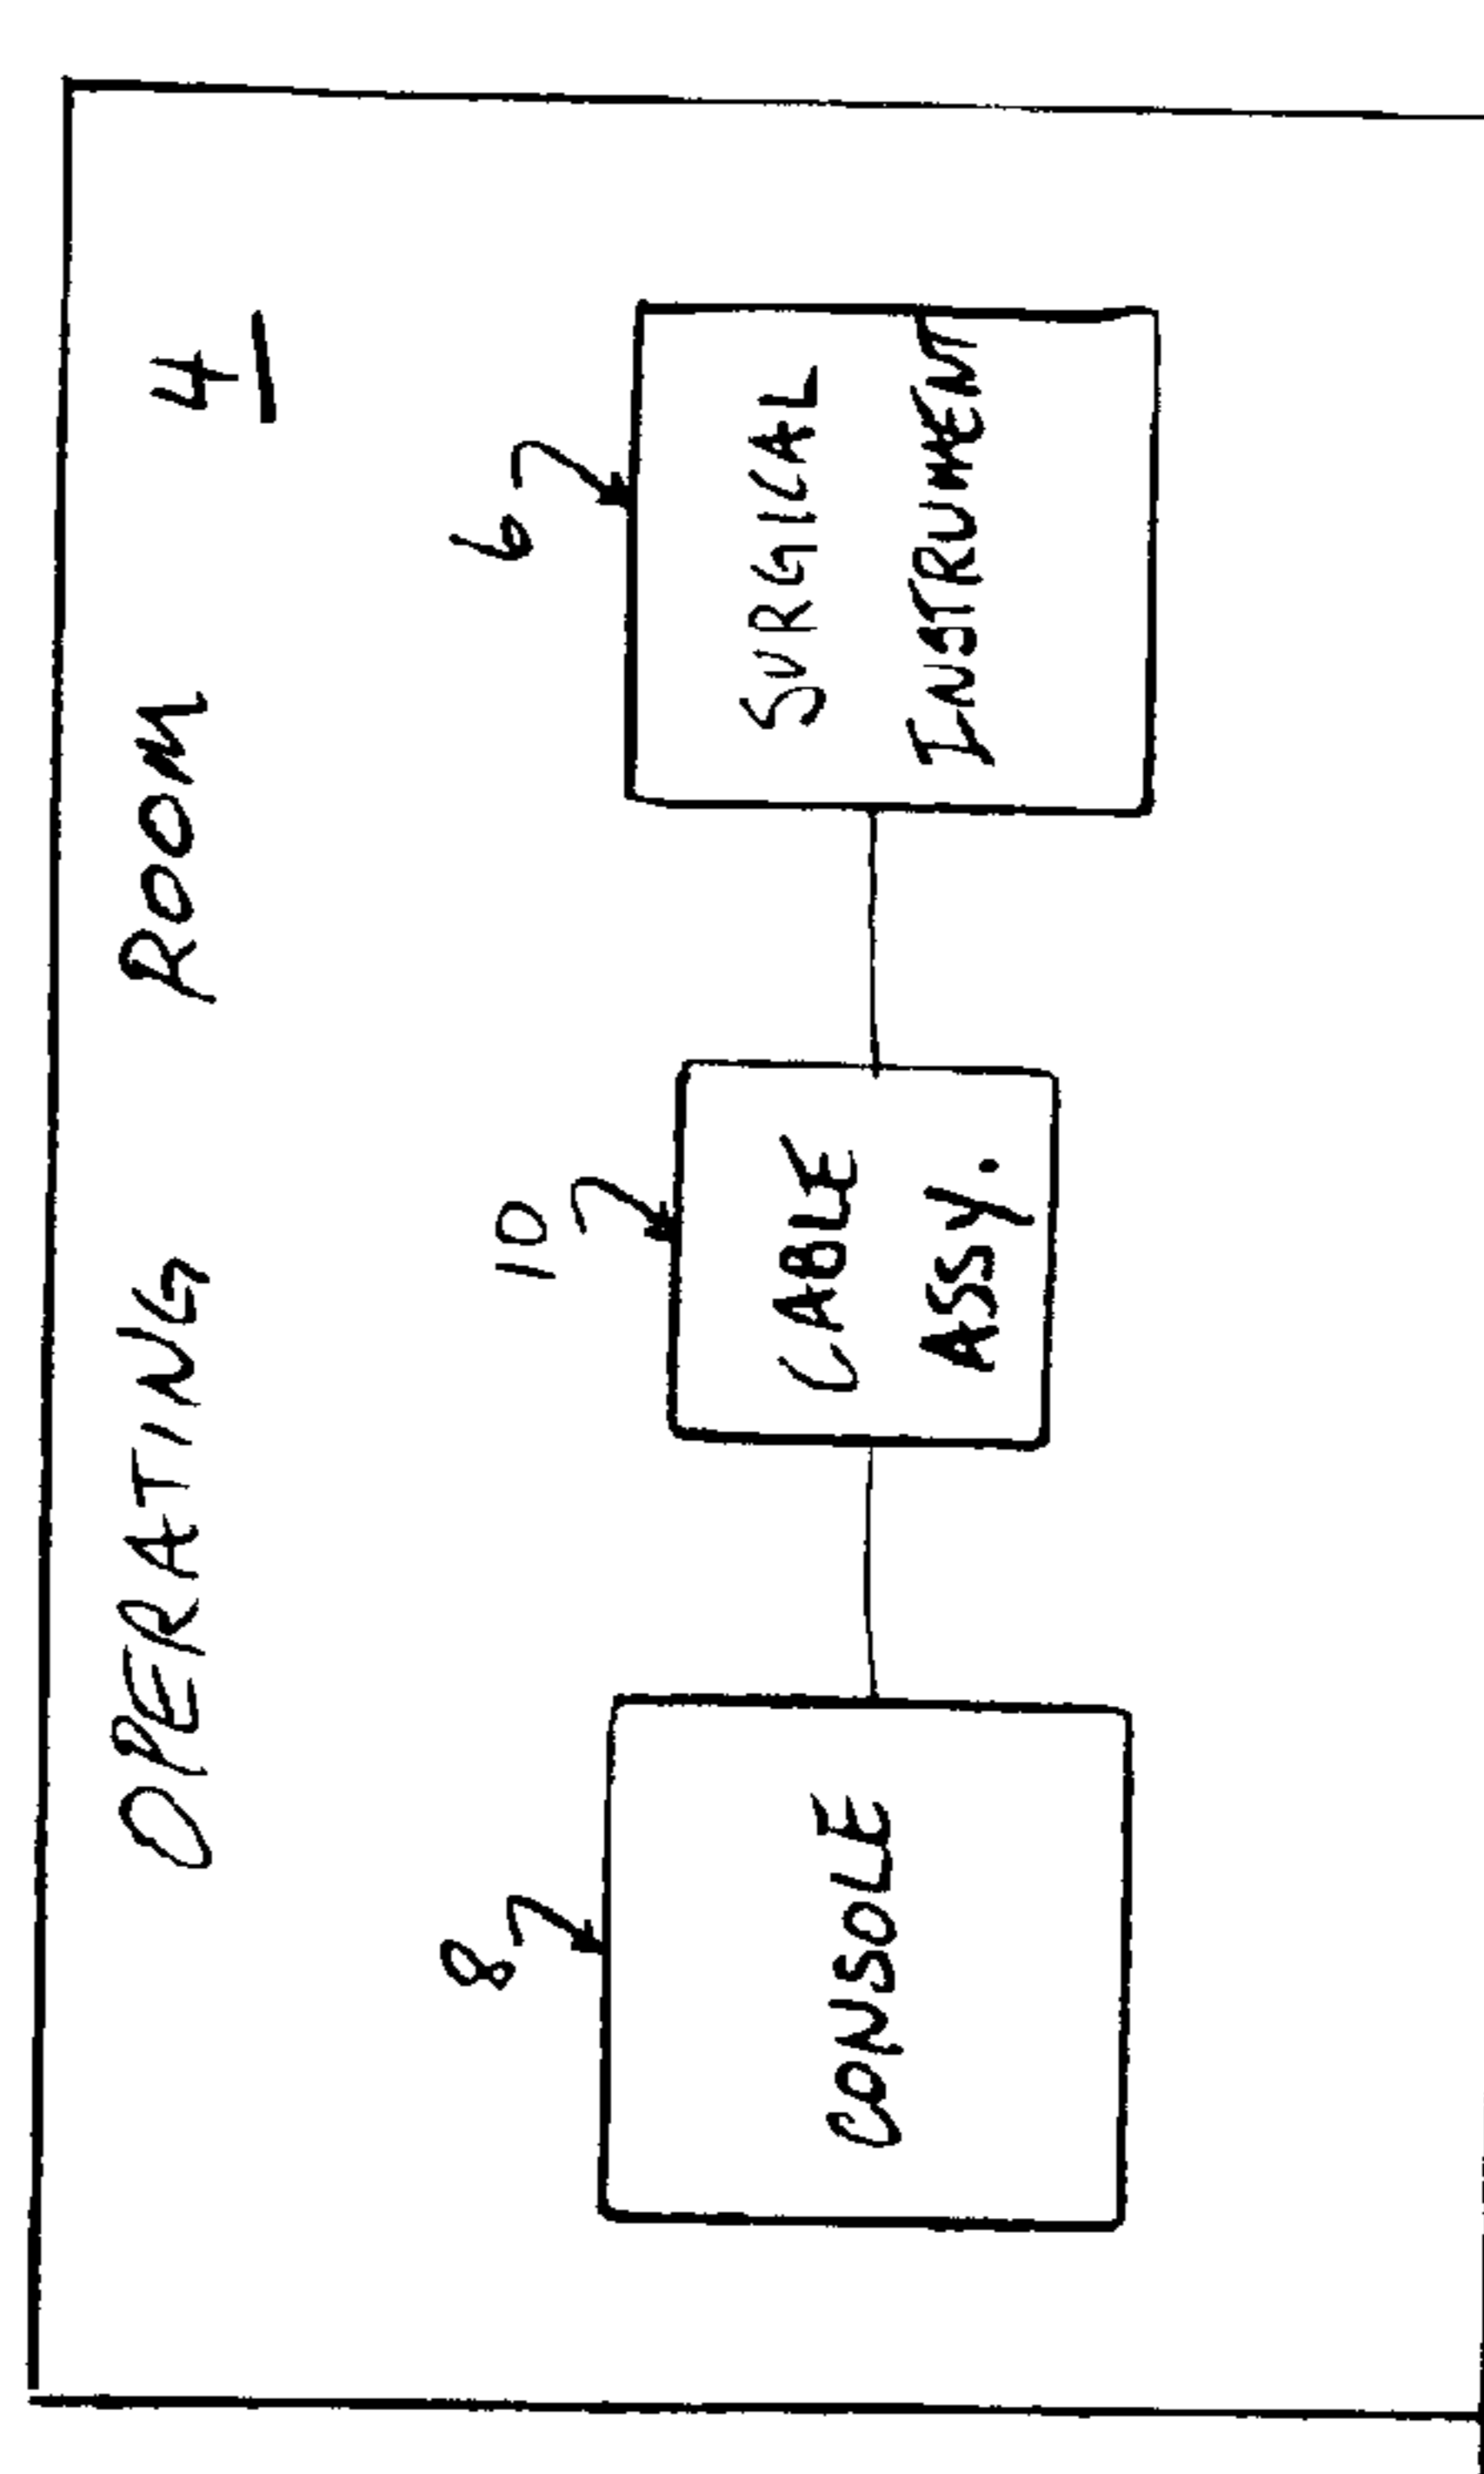 OPERATING ROOM 4
8
10
6
CONSOLE
CABLE
ASSY.
SURGICAL
INSTRUMENT